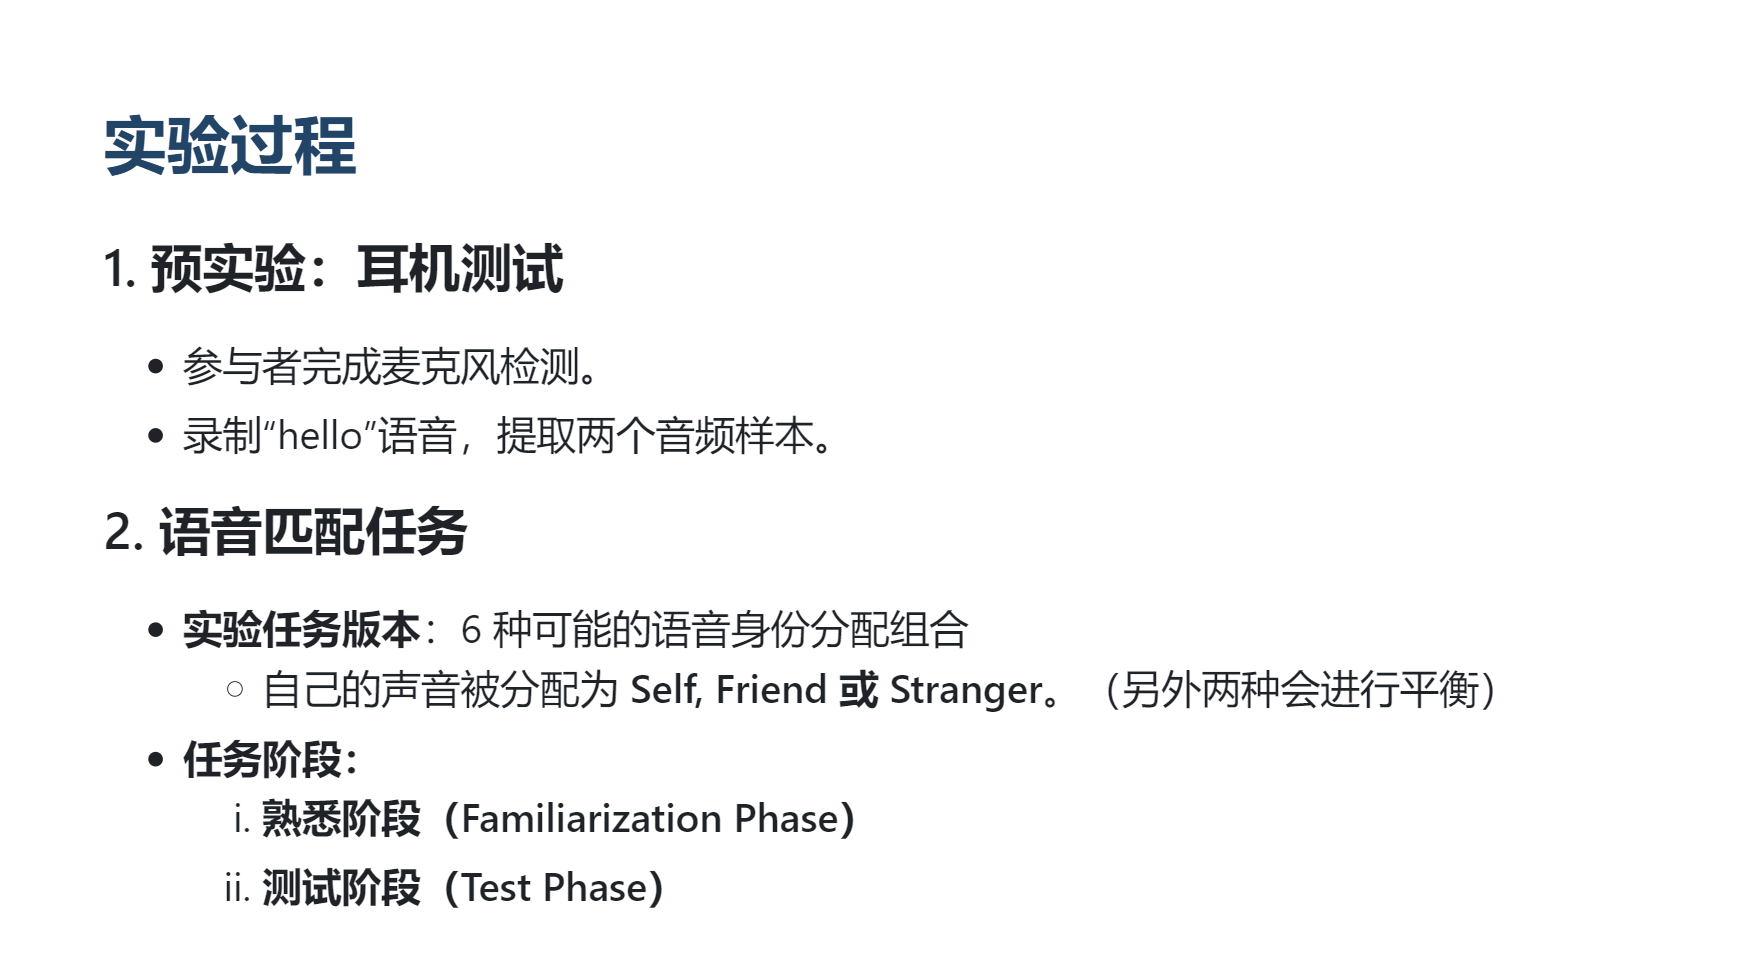 实验过程
1. 预实验：耳机测试
• 参与者完成麦克风检测。
• 录制“hello”语音，提取两个音频样本。
2. 语音匹配任务
• 实验任务版本：6 种可能的语音身份分配组合
○ 自己的声音被分配为 Self, Friend 或 Stranger。（另外两种会进行平衡）
• 任务阶段：
i. 熟悉阶段（Familiarization Phase）
ii. 测试阶段（Test Phase）